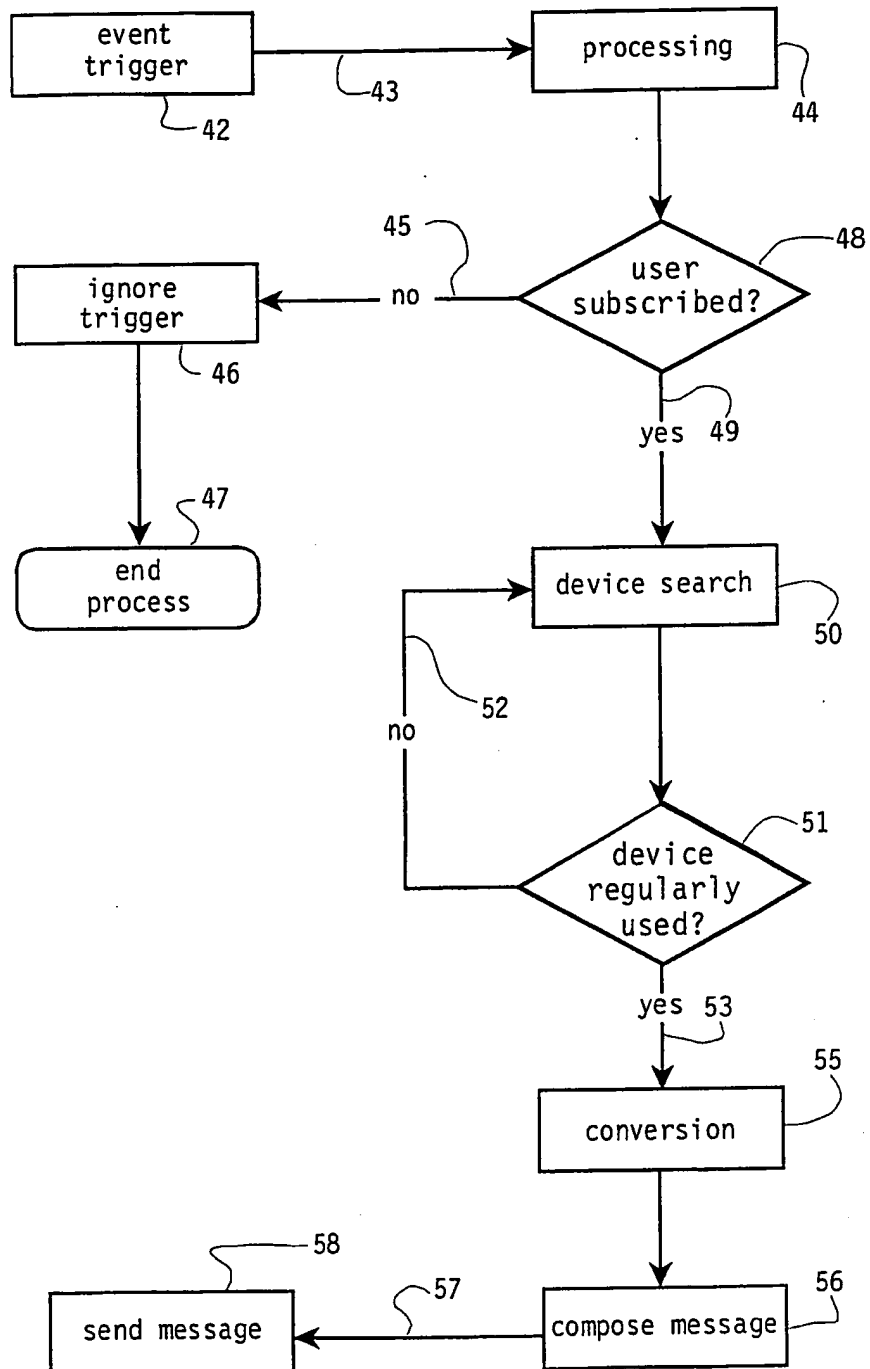 event
trigger
processing
43
42
44
45
48
user
subscribed?
no
ignore
trigger
46
yes
49
47
end
process
device search
50
52
no
51
device
regularly
used?
yes
53
55
conversion
58
57
56
send message
compose message